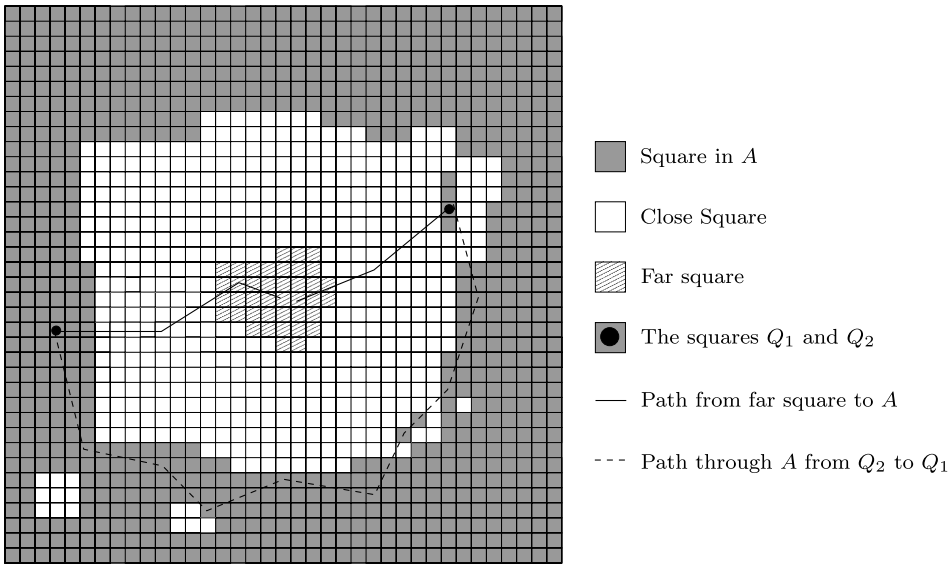 Square in A
Close Square
Far square
The squares Q₁ and Q₂
Path from far square to A
Path through A from Q₂ to Q₁